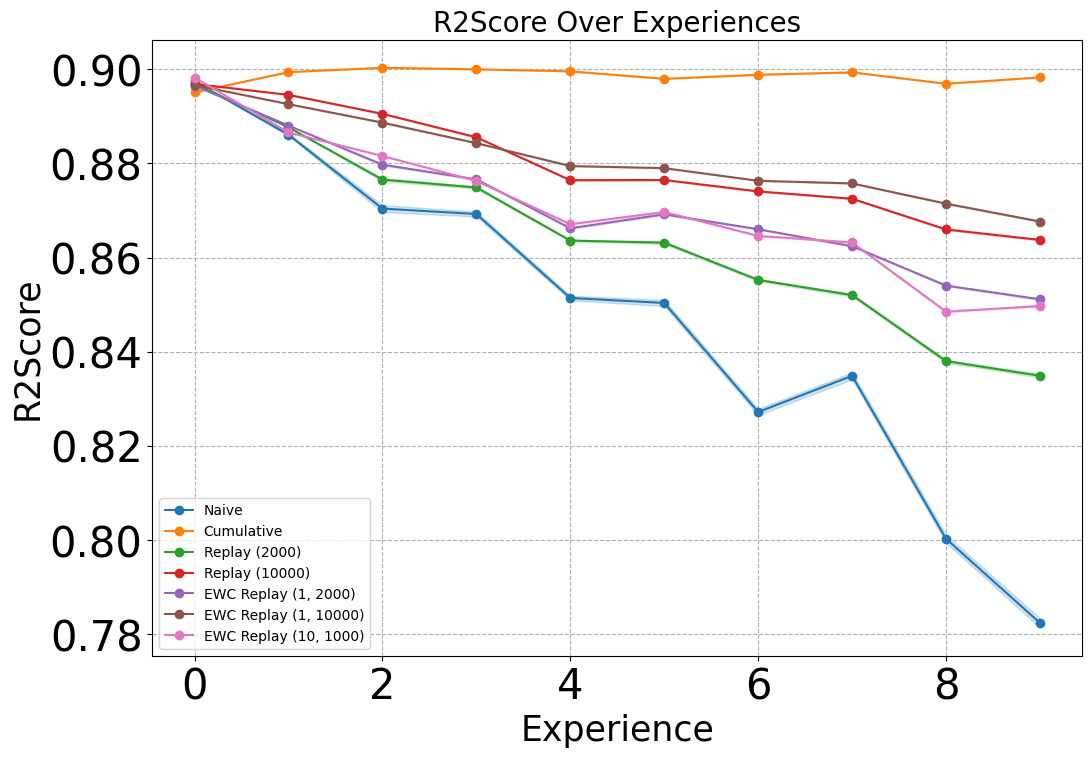 R2Score Over Experiences
R2Score
0.90
0.88
0.86
0.84
0.82
0.80
0.78
Naive
Cumulative
Replay (2000)
Replay (10000)
EWC Replay (1, 2000)
EWC Replay (1, 10000)
EWC Replay (10, 1000)
0 2 4 6 8
Experience